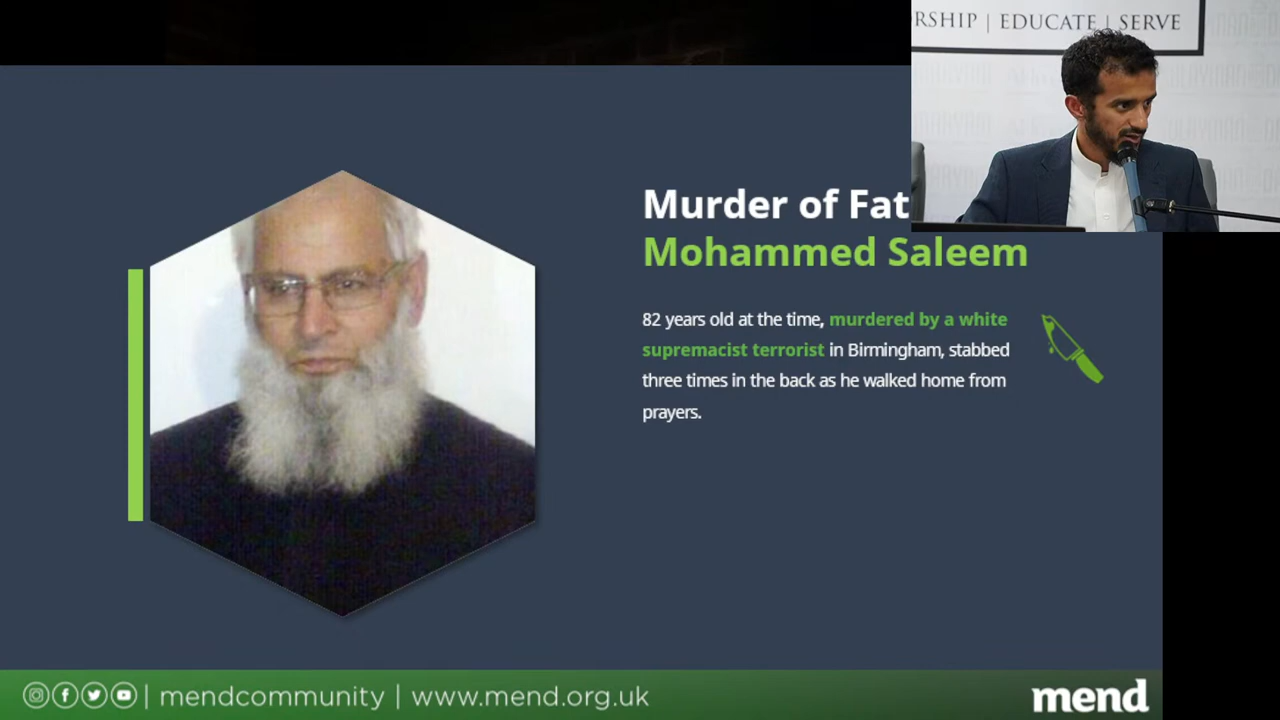 RSHIP | EDUCATE | SERVE
Murder of Fat
Mohammed Saleem
82 years old at the time, murdered by a white
supremacist terrorist in Birmingham, stabbed
three times in the back as he walked home from
prayers.
| mendcommunity | www.mend.org.uk
mend